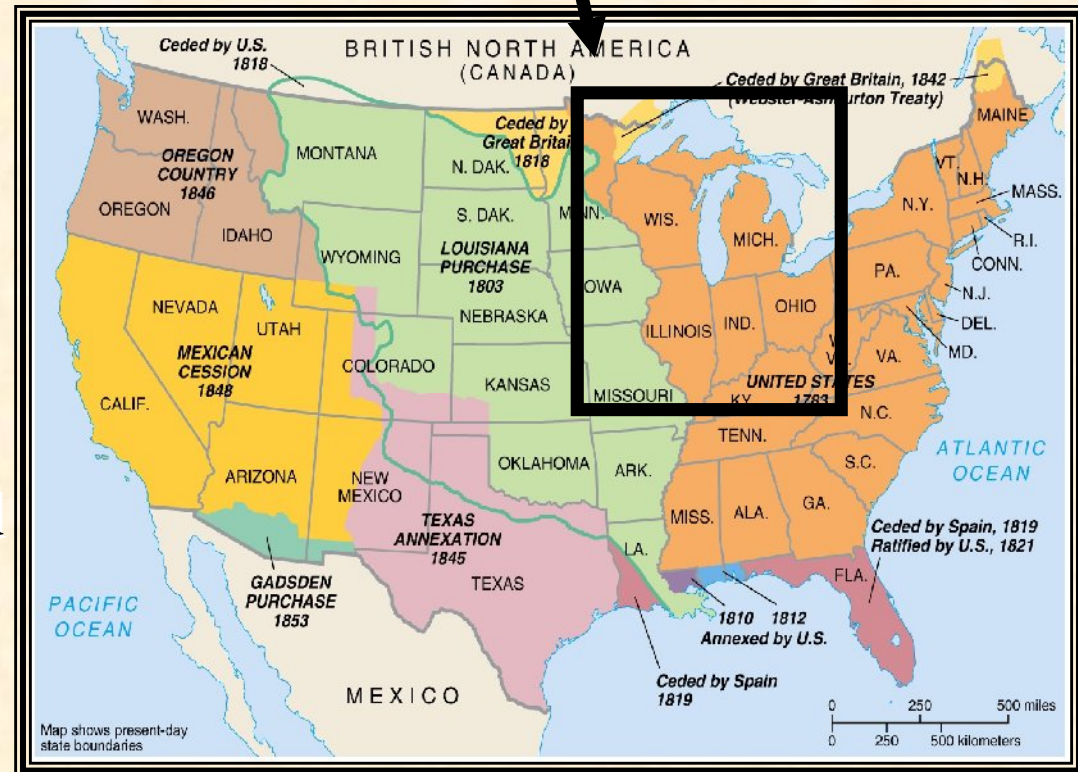 Ceded by U.S.
1818
BRITISH NORTH AMERICA
(CANADA)
Ceded by Great Britain, 1842
(Webster-Ashburton Treaty)
WASH.
OREGON
COUNTRY
1846
OREGON
IDAHO
MONTANA
N. DAK.
Ceded by
Great Britain
1818
S. DAK.
MINN.
WIS.
MICH.
MAINE
VT.
N.H.
MASS.
N.Y.
R.I.
CONN.
PA.
N.J.
DEL.
MD.
WYOMING
LOUISIANA
PURCHASE
1803
NEBRASKA
IOWA
ILLINOIS
IND.
OHIO
VA.
NEVADA
UTAH
MEXICAN
CESSION
1848
CALIF.
COLORADO
KANSAS
MISSOURI
KY.
UNITED STATES
1783
N.C.
TENN.
S.C.
ATLANTIC
OCEAN
ARIZONA
NEW
MEXICO
OKLAHOMA
ARK.
MISS.
ALA.
GA.
TEXAS
ANNEXATION
1845
TEXAS
LA.
FLA.
Ceded by Spain, 1819
Ratified by U.S., 1821
GADSDEN
PURCHASE
1853
PACIFIC
OCEAN
1810
1812
Annexed by U.S.
Ceded by Spain
1819
MEXICO
Map shows present-day
state boundaries
0 250 500 miles
0 250 500 kilometers